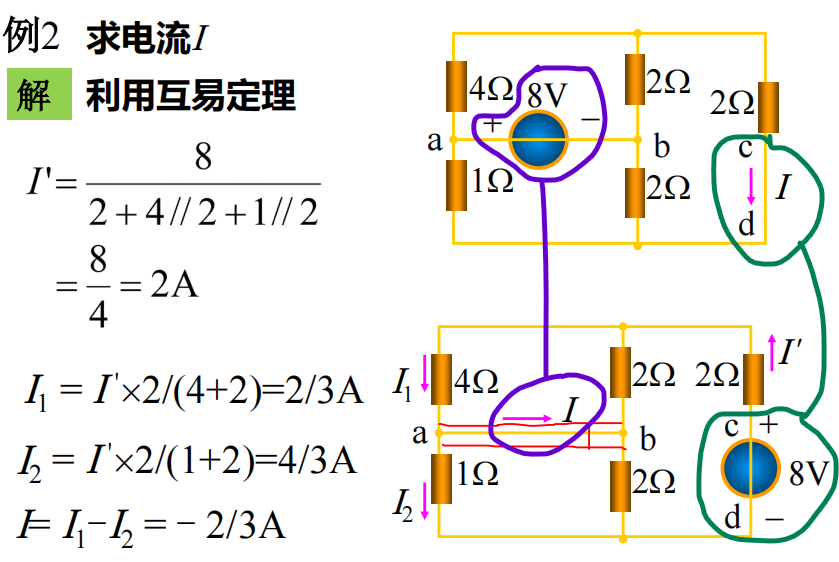 例2 求电流I
解 利用互易定理
I' = 8 / (2 + 4 // 2 + 1 // 2)
= 8/4 = 2A
I₁ = I'×2/(4+2)=2/3A
I₂ = I'×2/(1+2)=4/3A
I= I₁-I₂ = - 2/3A
4Ω 8V 2Ω 2Ω
+ −
a b c
1Ω 2Ω I
d
I₁ 4Ω 2Ω 2Ω I'
I
a b c +
1Ω 2Ω 8V
I₂ d −